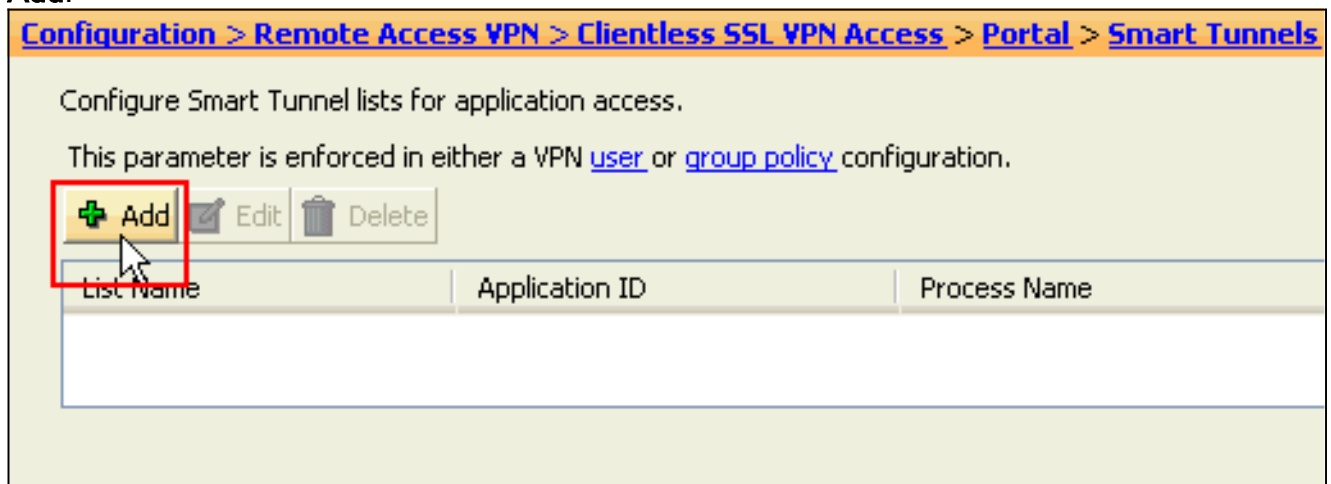 Add.
Configuration > Remote Access VPN > Clientless SSL VPN Access > Portal > Smart Tunnels
Configure Smart Tunnel lists for application access.
This parameter is enforced in either a VPN user or group policy configuration.
Add Edit Delete
List Name Application ID Process Name